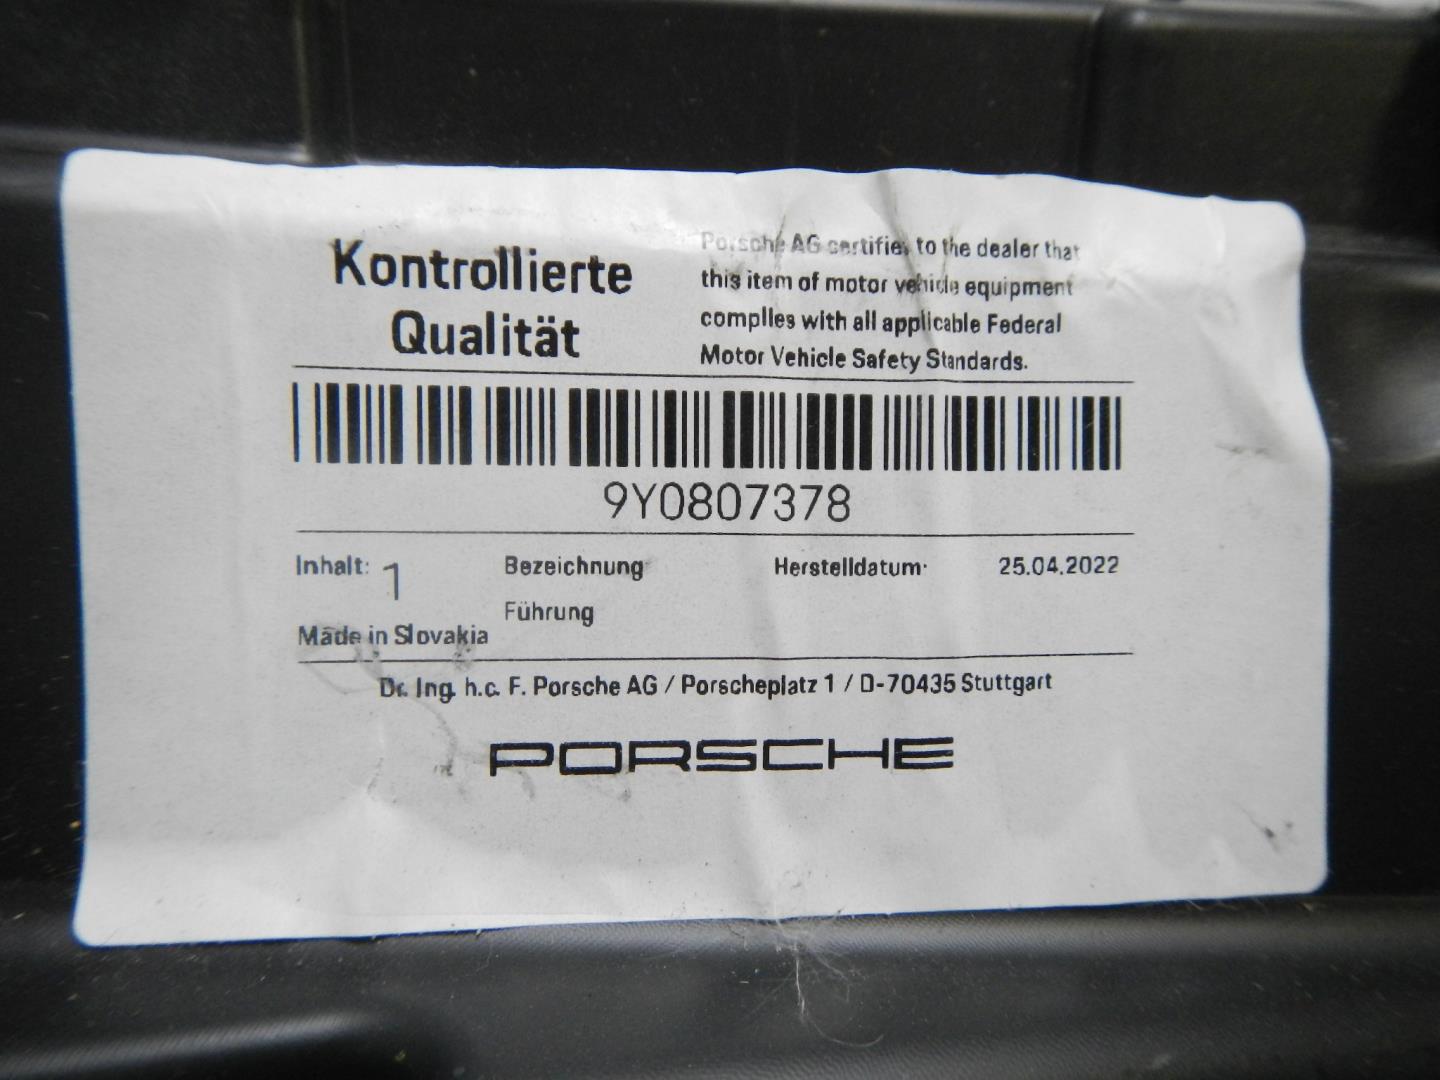 Kontrollierte
Qualität
Porsche AG certifies to the dealer that
this item of motor vehicle equipment
complies with all applicable Federal
Motor Vehicle Safety Standards.
9Y0807378
Inhalt: 1
Bezeichnung
Führung
Herstelldatum: 25.04.2022
Made in Slovakia
Dr. Ing. h.c. F. Porsche AG / Porscheplatz 1 / D-70435 Stuttgart
PORSCHE